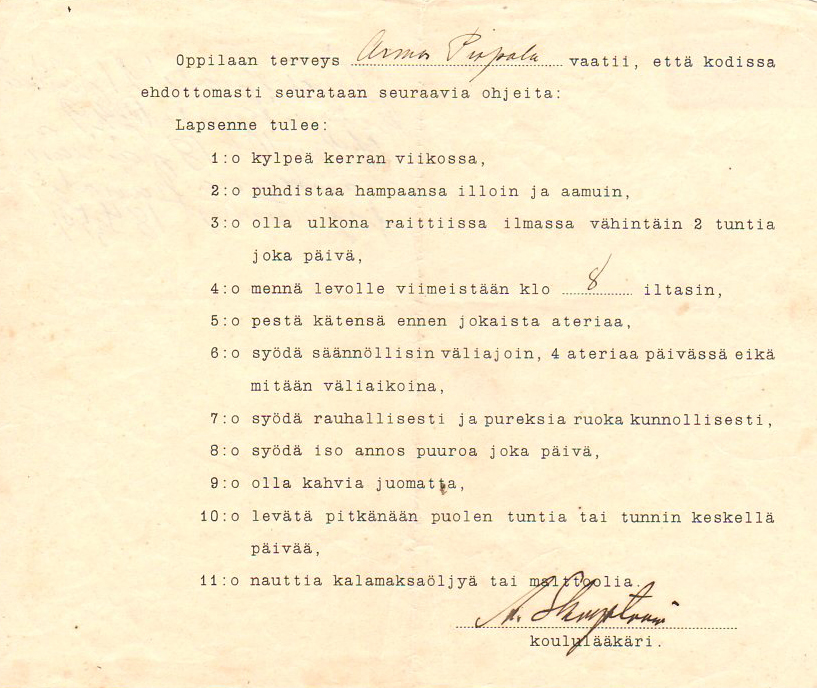 Oppilaan terveys Armas Piipola vaatii, että kodissa
ehdottomasti seurataan seuraavia ohjeita:
Lapsenne tulee:
1:o kylpeä kerran viikossa,
2:o puhdistaa hampaansa illoin ja aamuin,
3:o olla ulkona raittiissa ilmassa vähintäin 2 tuntia
joka päivä,
4:o mennä levolle viimeistään klo 8 iltasin,
5:o pestä kätensä ennen jokaista ateriaa,
6:o syödä säännöllisin väliajoin, 4 ateriaa päivässä eikä
mitään väliaikoina,
7:o syödä rauhallisesti ja pureksia ruoka kunnollisesti,
8:o syödä iso annos puuroa joka päivä,
9:o olla kahvia juomatta,
10:o levätä pitkänään puolen tuntia tai tunnin keskellä
päivää,
11:o nauttia kalamaksaöljyä tai malttoolia.
koululääkäri.